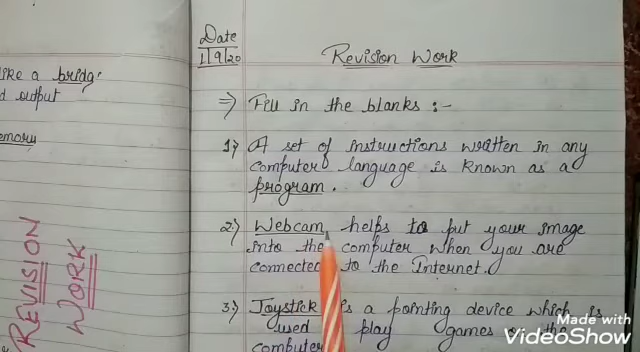 like a bridge
d output
emory
REVISION
WORK
Date
1/9/20
Revision Work
=> Fill in the blanks :-
1) A set of instructions written in any
computer language is known as a
program.
2) Webcam helps to put your image
into the computer when you are
connected to the Internet.
3) Joystick is a pointing device which is
used play games on the
computer
Made with
VideoShow